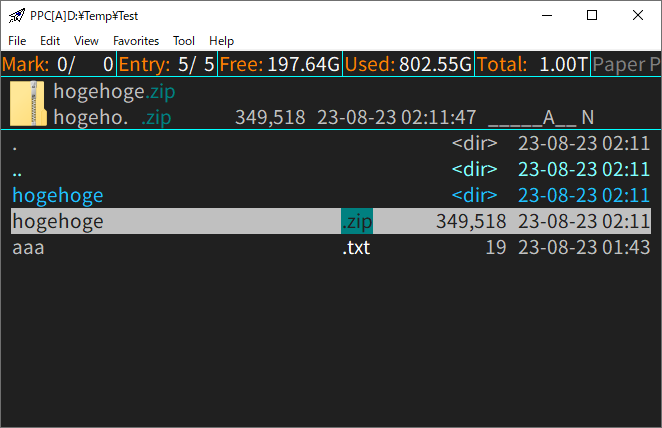 PPC[A]D:¥Temp¥Test
File Edit View Favorites Tool Help
Mark: 0/ 0 Entry: 5/ 5 Free: 197.64G Used: 802.55G Total: 1.00T Paper P
hogehoge.zip
hogeho. .zip 349,518 23-08-23 02:11:47 _____A__ N
. <dir> 23-08-23 02:11
.. <dir> 23-08-23 02:11
hogehoge <dir> 23-08-23 02:11
hogehoge .zip 349,518 23-08-23 02:11
aaa .txt 19 23-08-23 01:43